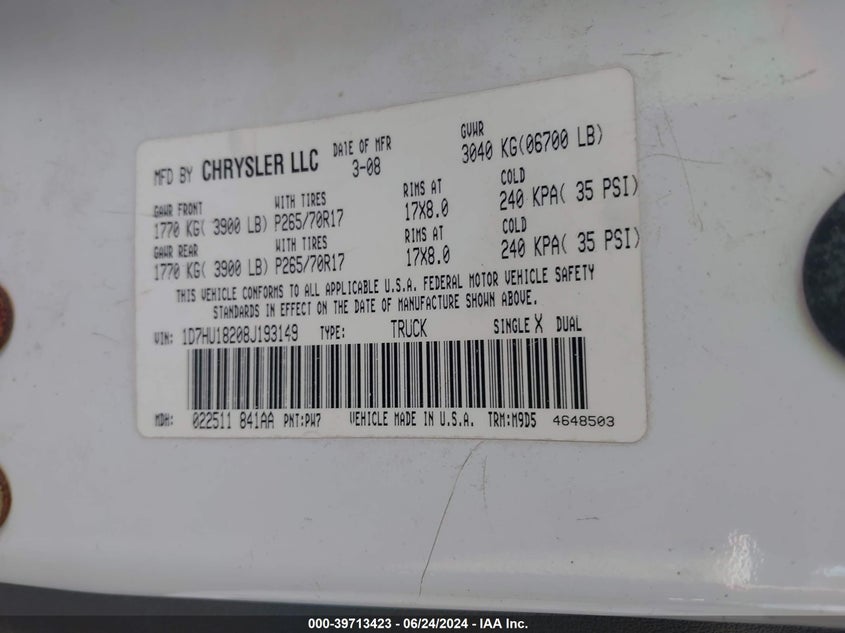 MFD BY CHRYSLER LLC DATE OF MFR 3-08 GVWR 3040 KG(06700 LB)
GAWR FRONT WITH TIRES RIMS AT COLD
1770 KG( 3900 LB) P265/70R17 17X8.0 240 KPA( 35 PSI)
GAWR REAR WITH TIRES RIMS AT COLD
1770 KG( 3900 LB) P265/70R17 17X8.0 240 KPA( 35 PSI)
THIS VEHICLE CONFORMS TO ALL APPLICABLE U.S.A. FEDERAL MOTOR VEHICLE SAFETY
STANDARDS IN EFFECT ON THE DATE OF MANUFACTURE SHOWN ABOVE.
VIN: 1D7HU18208J193149 TYPE: TRUCK SINGLE X DUAL
MDH: 022511 841AA PNT:PW7 VEHICLE MADE IN U.S.A. TRM:M9D5 4648503
000-39713423 - 06/24/2024 - IAA Inc.